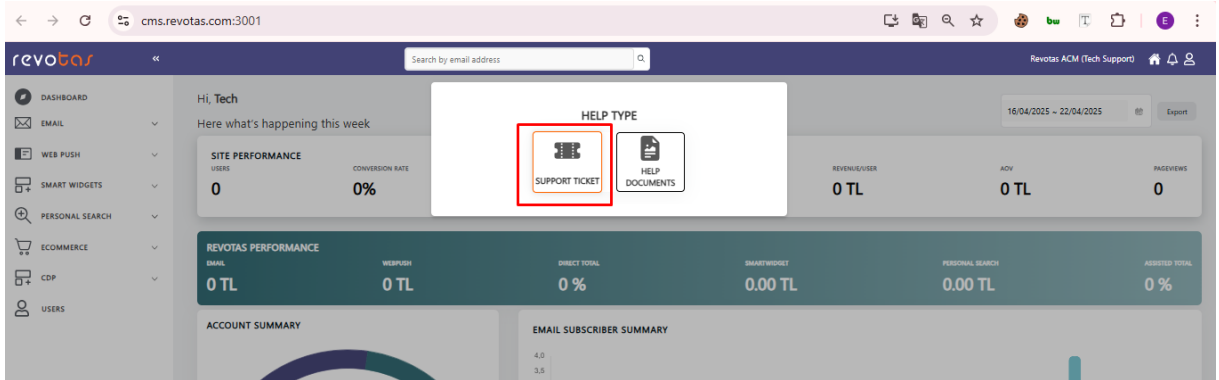 cms.revotas.com:3001
bw
T
E
revotas
«
Search by email address
Revotas ACM (Tech Support)
DASHBOARD
EMAIL
WEB PUSH
SMART WIDGETS
PERSONAL SEARCH
ECOMMERCE
CDP
USERS
Hi, Tech
Here what's happening this week
16/04/2025 ~ 22/04/2025
Export
HELP TYPE
SUPPORT TICKET
HELP
DOCUMENTS
SITE PERFORMANCE
USERS
CONVERSION RATE
REVENUE/USER
AOV
PAGEVIEWS
0
0%
0 TL
0 TL
0
REVOTAS PERFORMANCE
EMAIL
WEBPUSH
DIRECT TOTAL
SMARTWIDGET
PERSONAL SEARCH
ASSISTED TOTAL
0 TL
0 TL
0 %
0.00 TL
0.00 TL
0 %
ACCOUNT SUMMARY
EMAIL SUBSCRIBER SUMMARY
4,0
3,5